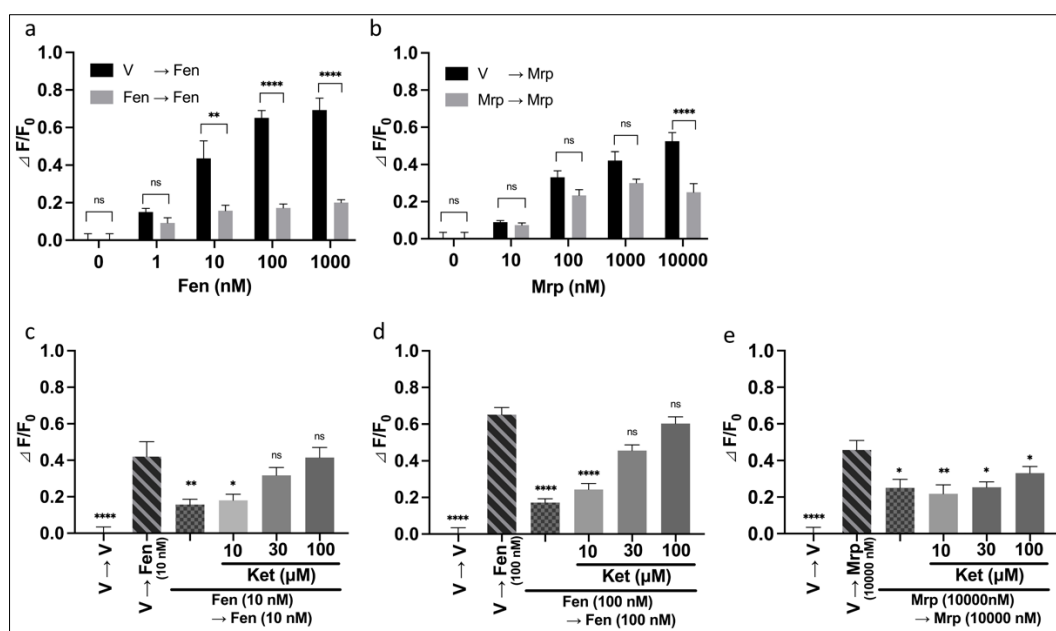 a
1.0
0.8
0.6
0.4
0.2
0.0
⊿ F/F0
V → Fen
Fen → Fen
ns
ns
**
****
****
0 1 10 100 1000
Fen (nM)
b
1.0
0.8
0.6
0.4
0.2
0.0
⊿ F/F0
V → Mrp
Mrp → Mrp
ns
ns
ns
ns
****
0 10 100 1000 10000
Mrp (nM)
c
1.0
0.8
0.6
0.4
0.2
0.0
⊿ F/F0
****
**
*
ns
ns
V → V
V → Fen
(10 nM)
- 10 30 100
Ket (μM)
Fen (10 nM)
→ Fen (10 nM)
d
1.0
0.8
0.6
0.4
0.2
0.0
⊿ F/F0
****
****
****
ns
ns
V → V
V → Fen
(100 nM)
- 10 30 100
Ket (μM)
Fen (100 nM)
→ Fen (100 nM)
e
1.0
0.8
0.6
0.4
0.2
0.0
⊿ F/F0
****
*
**
*
*
V → V
V → Mrp
(10000 nM)
- 10 30 100
Ket (μM)
Mrp (10000nM)
→ Mrp (10000 nM)